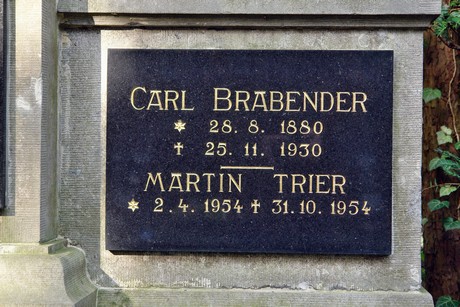 CARL BRABENDER
* 28. 8. 1880
✝ 25. 11. 1930
MARTIN TRIER
* 2. 4. 1954 ✝ 31. 10. 1954